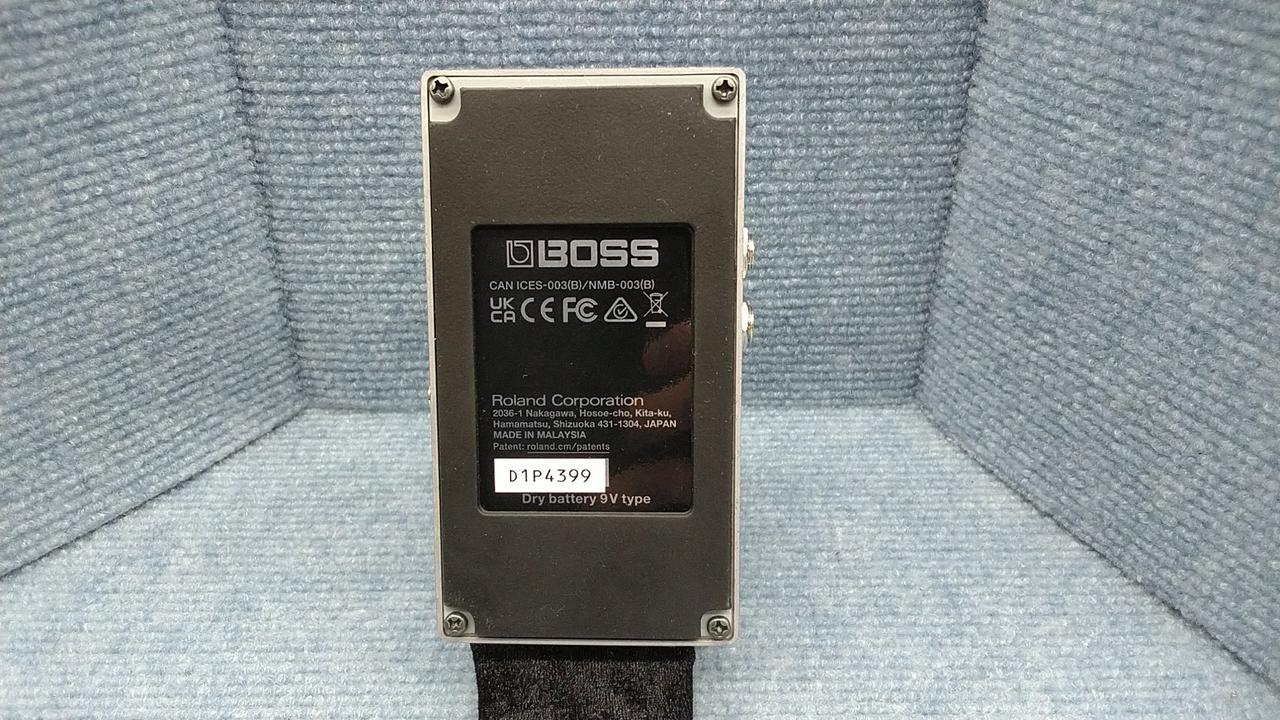 BOSS
CAN ICES-003(B)/NMB-003(B)
UK CA CE FC
Roland Corporation
2036-1 Nakagawa, Hosoe-cho, Kita-ku,
Hamamatsu, Shizuoka 431-1304, JAPAN
MADE IN MALAYSIA
Patent: roland.cm/patents
D1P4399
Dry battery 9V type